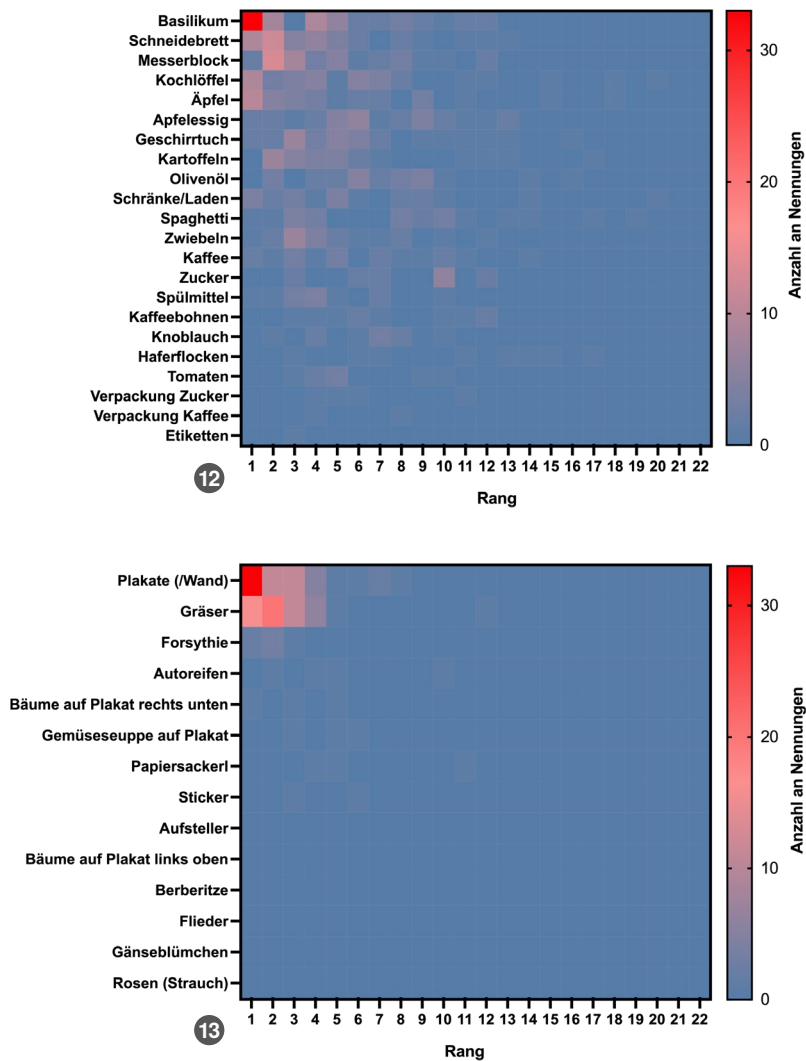 Basilikum
Schneidebrett
Messerblock
Kochlöffel
Äpfel
Apfelessig
Geschirrtuch
Kartoffeln
Olivenöl
Schränke/Laden
Spaghetti
Zwiebeln
Kaffee
Zucker
Spülmittel
Kaffeebohnen
Knoblauch
Haferflocken
Tomaten
Verpackung Zucker
Verpackung Kaffee
Etiketten
1 2 3 4 5 6 7 8 9 10 11 12 13 14 15 16 17 18 19 20 21 22
Rang
30
20
10
0
Anzahl an Nennungen
12
Plakate (/Wand)
Gräser
Forsythie
Autoreifen
Bäume auf Plakat rechts unten
Gemüseseuppe auf Plakat
Papiersackerl
Sticker
Aufsteller
Bäume auf Plakat links oben
Berberitze
Flieder
Gänseblümchen
Rosen (Strauch)
1 2 3 4 5 6 7 8 9 10 11 12 13 14 15 16 17 18 19 20 21 22
Rang
30
20
10
0
Anzahl an Nennungen
13